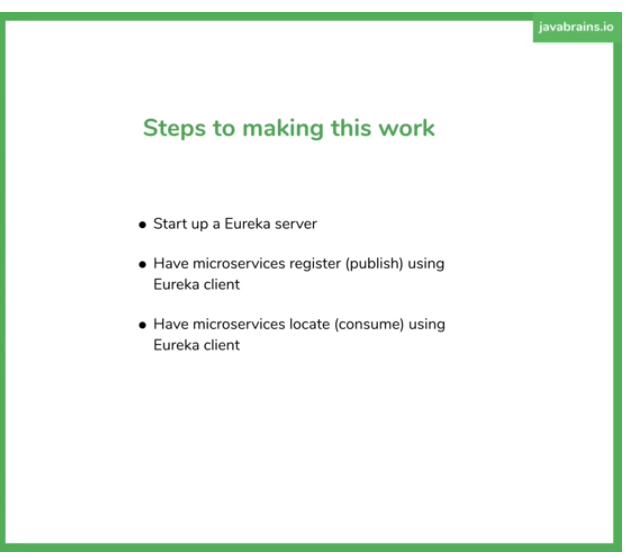 javabrains.io
Steps to making this work
● Start up a Eureka server
● Have microservices register (publish) using
Eureka client
● Have microservices locate (consume) using
Eureka client